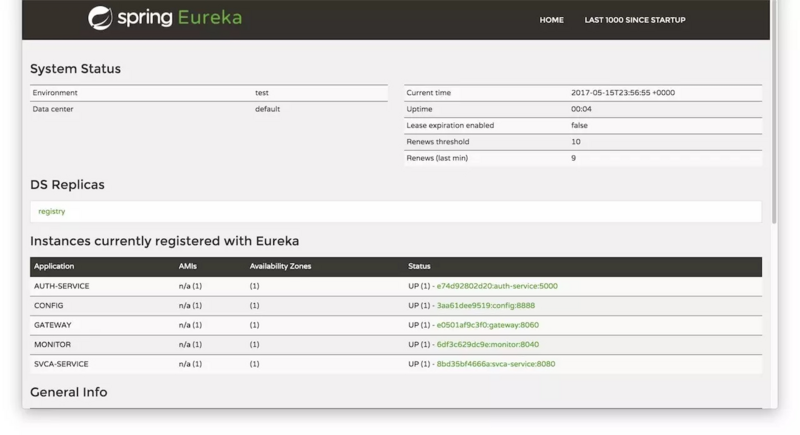 spring Eureka HOME LAST 1000 SINCE STARTUP
System Status
Environment test Current time 2017-05-15T23:56:55 +0000
Data center default Uptime 00:04
Lease expiration enabled false
Renews threshold 10
Renews (last min) 9
DS Replicas
registry
Instances currently registered with Eureka
Application AMIs Availability Zones Status
AUTH-SERVICE n/a (1) (1) UP (1) - e74d92802d20:auth-service:5000
CONFIG n/a (1) (1) UP (1) - 3aa61dee9519:config:8888
GATEWAY n/a (1) (1) UP (1) - e0501af9c3f0:gateway:8060
MONITOR n/a (1) (1) UP (1) - 6df3c629dc9e:monitor:8040
SVCA-SERVICE n/a (1) (1) UP (1) - 8bd35bf4666a:svca-service:8080
General Info